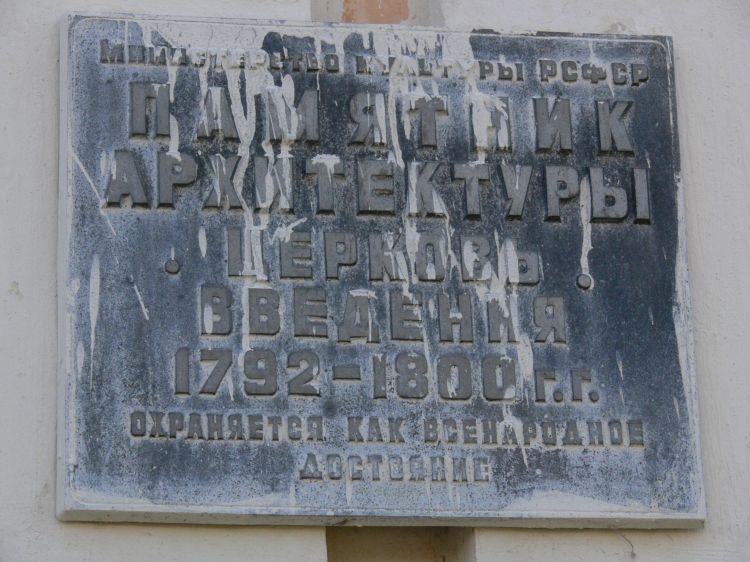 МИНИСТЕРСТВО КУЛЬТУРЫ РСФСР
ПАМЯТНИК
АРХИТЕКТУРЫ
ЦЕРКОВЬ
ВВЕДЕНИЯ
1792-1800 г.г.
ОХРАНЯЕТСЯ КАК ВСЕНАРОДНОЕ
ДОСТОЯНИЕ